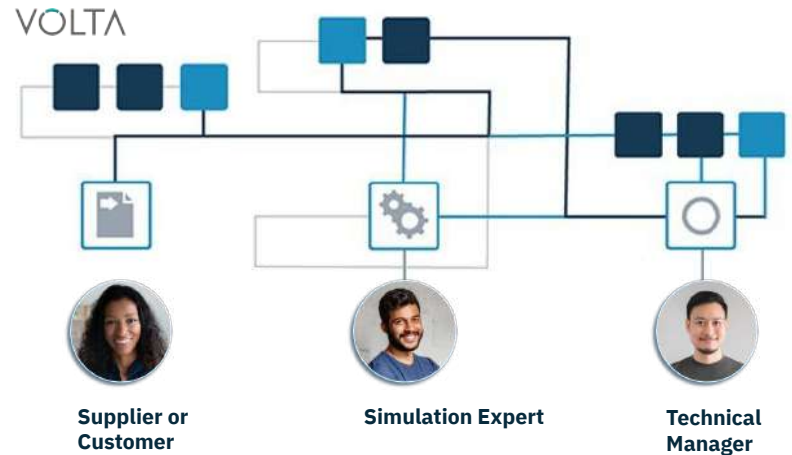 VOLTA
Supplier or
Customer
Simulation Expert
Technical
Manager